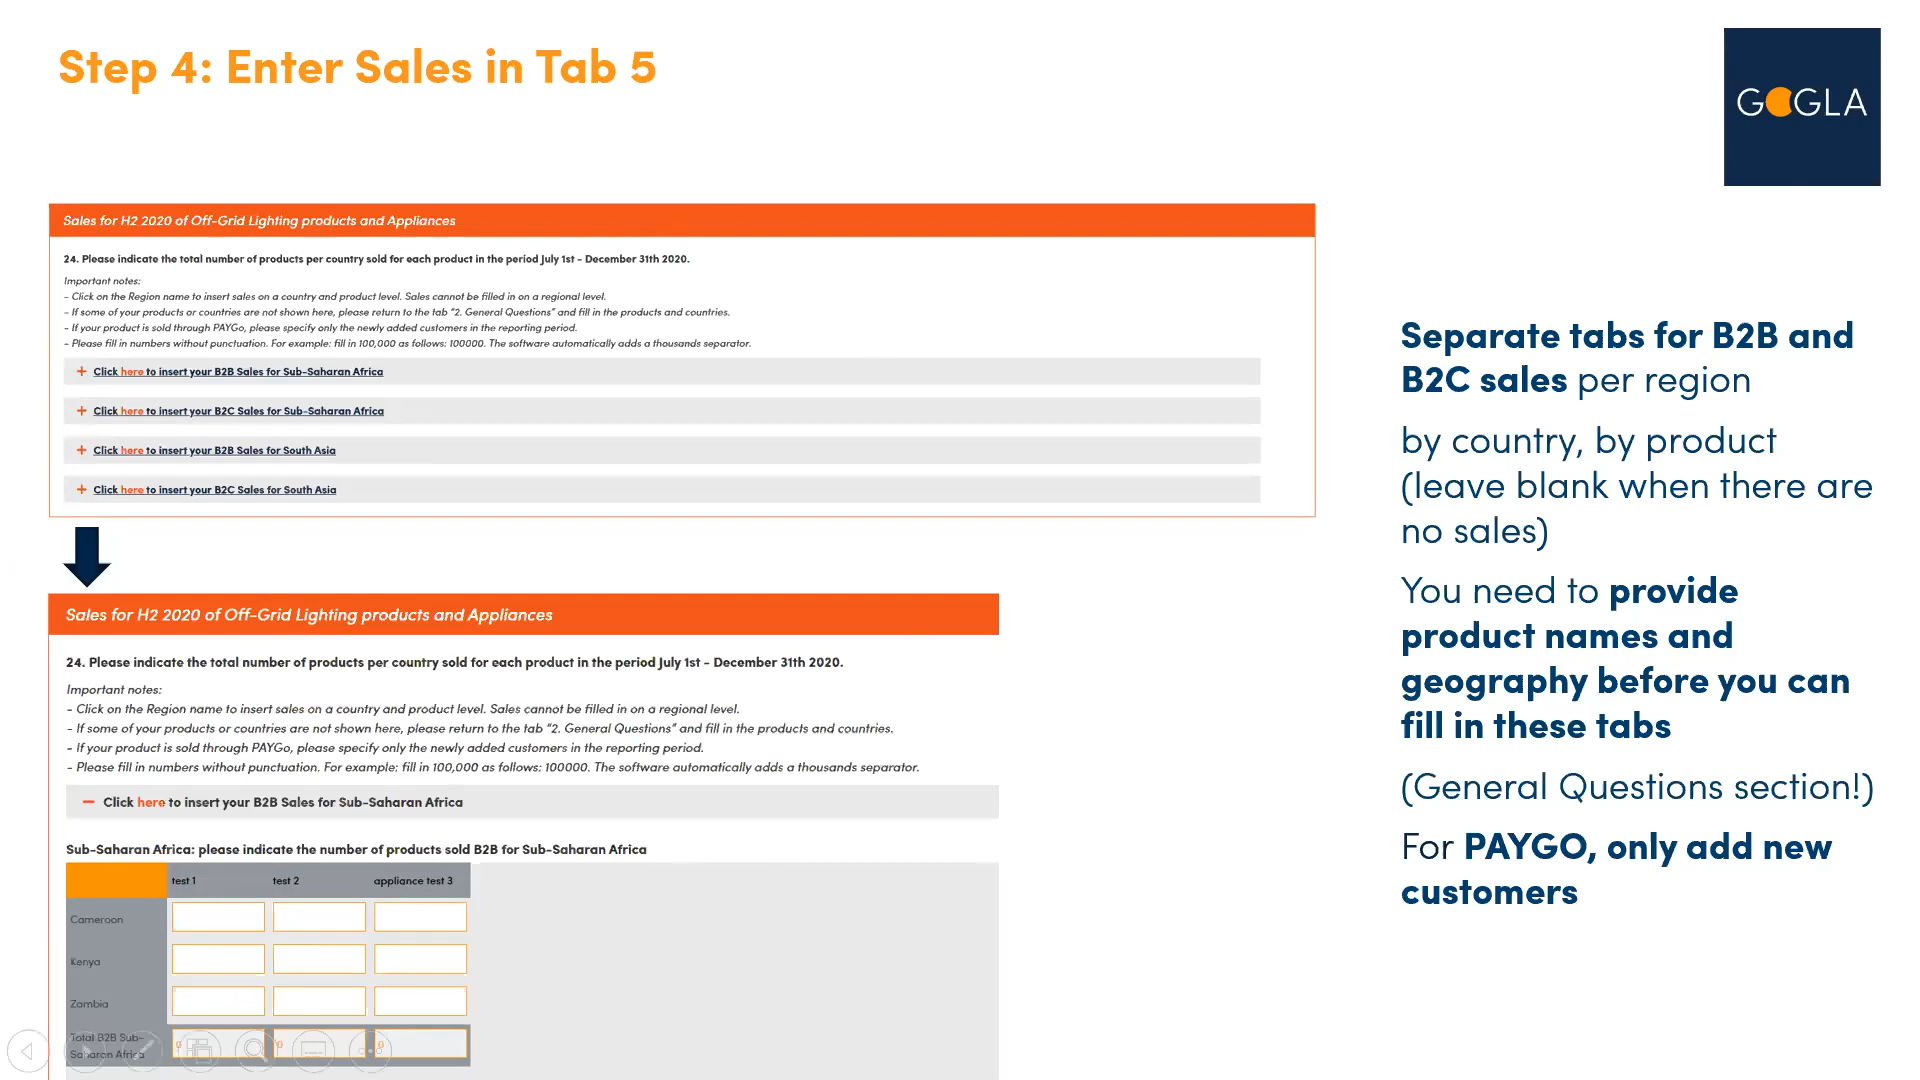 Step 4: Enter Sales in Tab 5
GOGLA
Sales for H2 2020 of Off-Grid Lighting products and Appliances
24. Please indicate the total number of products per country sold for each product in the period July 1st - December 31th 2020.
Important notes:
- Click on the Region name to insert sales on a country and product level. Sales cannot be filled in on a regional level.
- If some of your products or countries are not shown here, please return to the tab "2. General Questions" and fill in the products and countries.
- If your product is sold through PAYGo, please specify only the newly added customers in the reporting period.
- Please fill in numbers without punctuation. For example: fill in 100,000 as follows: 100000. The software automatically adds a thousands separator.
+ Click here to insert your B2B Sales for Sub-Saharan Africa
+ Click here to insert your B2C Sales for Sub-Saharan Africa
+ Click here to insert your B2B Sales for South Asia
+ Click here to insert your B2C Sales for South Asia
Sales for H2 2020 of Off-Grid Lighting products and Appliances
24. Please indicate the total number of products per country sold for each product in the period July 1st - December 31th 2020.
Important notes:
- Click on the Region name to insert sales on a country and product level. Sales cannot be filled in on a regional level.
- If some of your products or countries are not shown here, please return to the tab "2. General Questions" and fill in the products and countries.
- If your product is sold through PAYGo, please specify only the newly added customers in the reporting period.
- Please fill in numbers without punctuation. For example: fill in 100,000 as follows: 100000. The software automatically adds a thousands separator.
− Click here to insert your B2B Sales for Sub-Saharan Africa
Sub-Saharan Africa: please indicate the number of products sold B2B for Sub-Saharan Africa
test 1 test 2 appliance test 3
Cameroon
Kenya
Zambia
Total B2B Sub-
Saharan Africa 0 0 0
Separate tabs for B2B and
B2C sales per region
by country, by product
(leave blank when there are
no sales)
You need to provide
product names and
geography before you can
fill in these tabs
(General Questions section!)
For PAYGO, only add new
customers